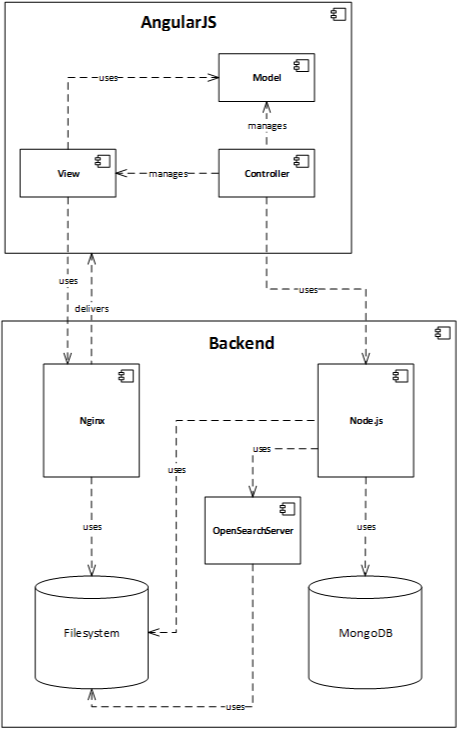 AngularJS
Model
uses
manages
View
manages
Controller
uses
uses
delivers
Backend
Nginx
Node.js
uses
uses
OpenSearchServer
uses
uses
Filesystem
MongoDB
uses